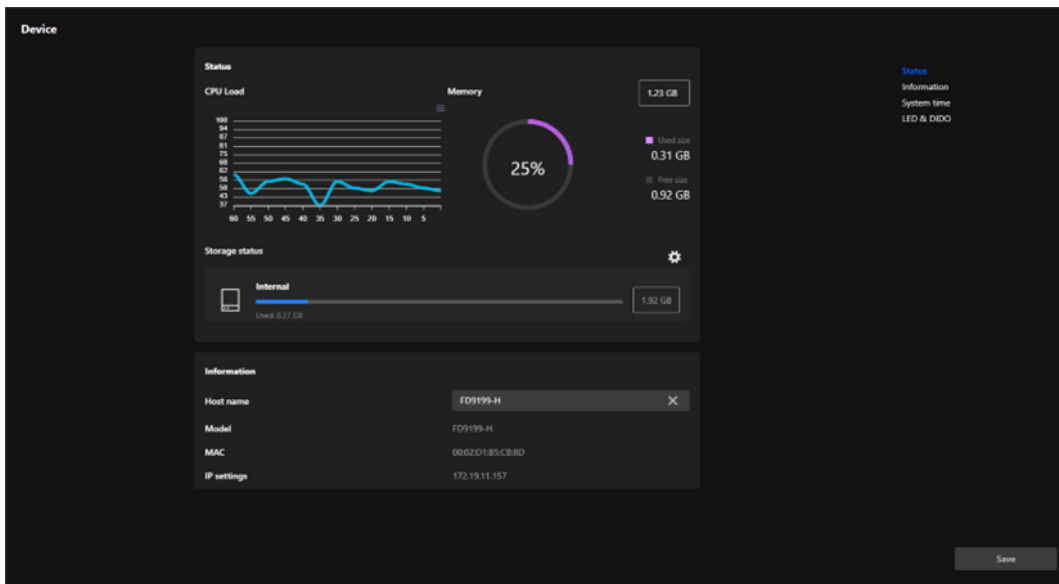 Device
Status
CPU Load
Memory
1.23 GB
100
94
87
81
75
68
62
56
50
43
37
60 55 50 45 40 35 30 25 20 15 10 5
25%
Used size
0.31 GB
Free size
0.92 GB
Storage status
Internal
Used: 0.27 GB
1.92 GB
Information
Host name FD9199-H
Model FD9199-H
MAC 00:02:D1:B5:CB:BD
IP settings 172.19.11.157
Status
Information
System time
LED & DIDO
Save